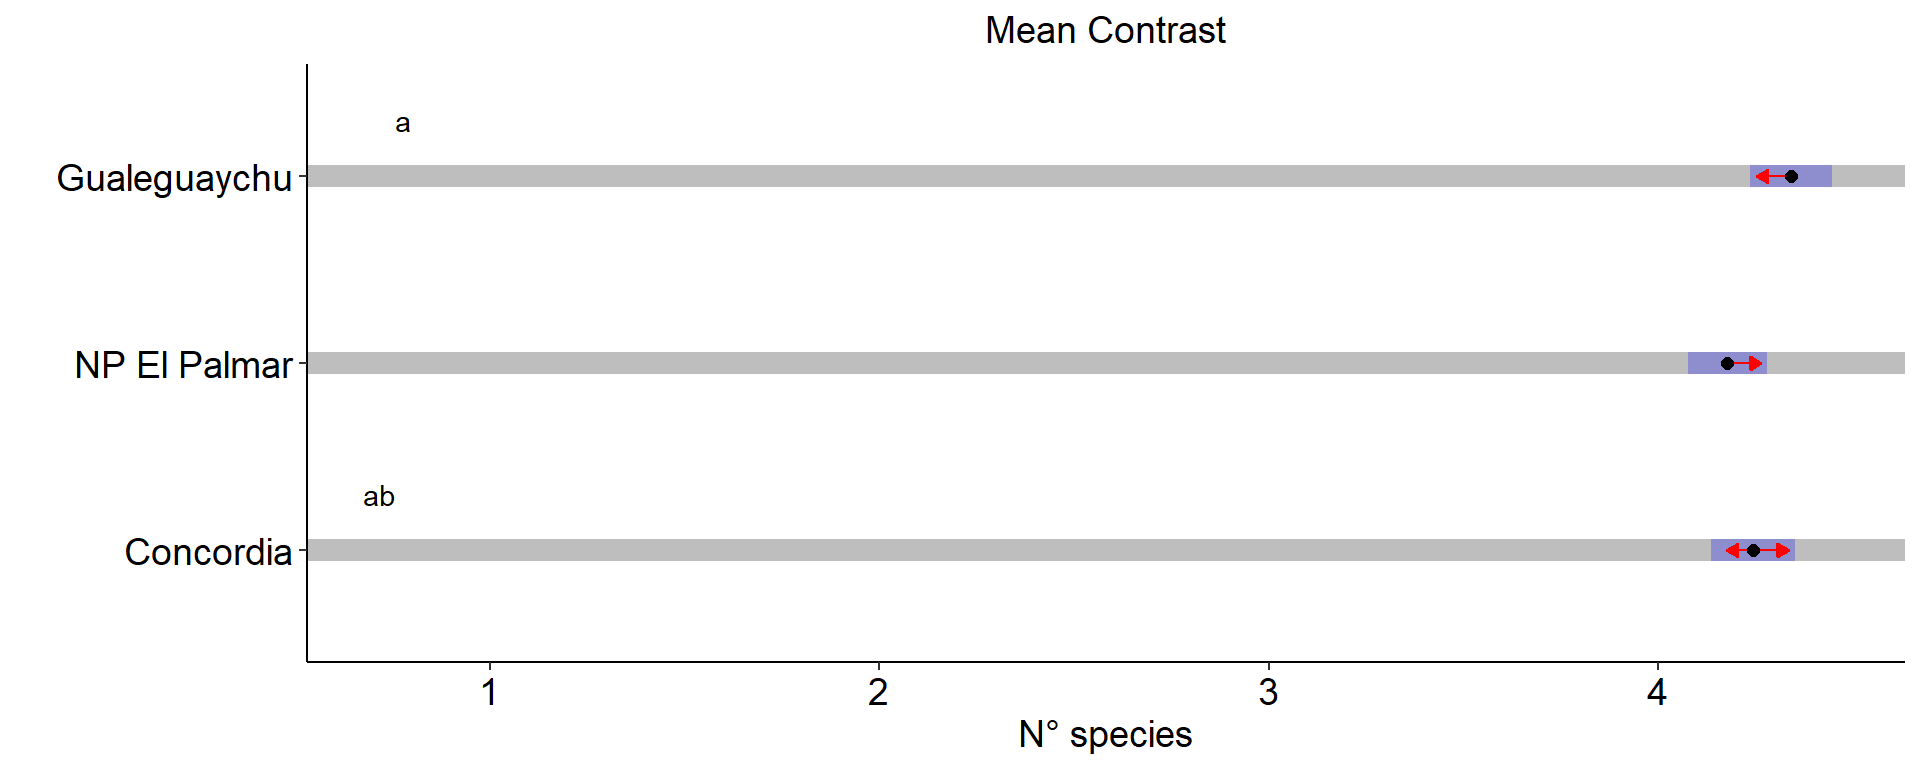 Mean Contrast
a
Gualeguaychu
NP El Palmar
ab
Concordia
1 2 3 4
N° species